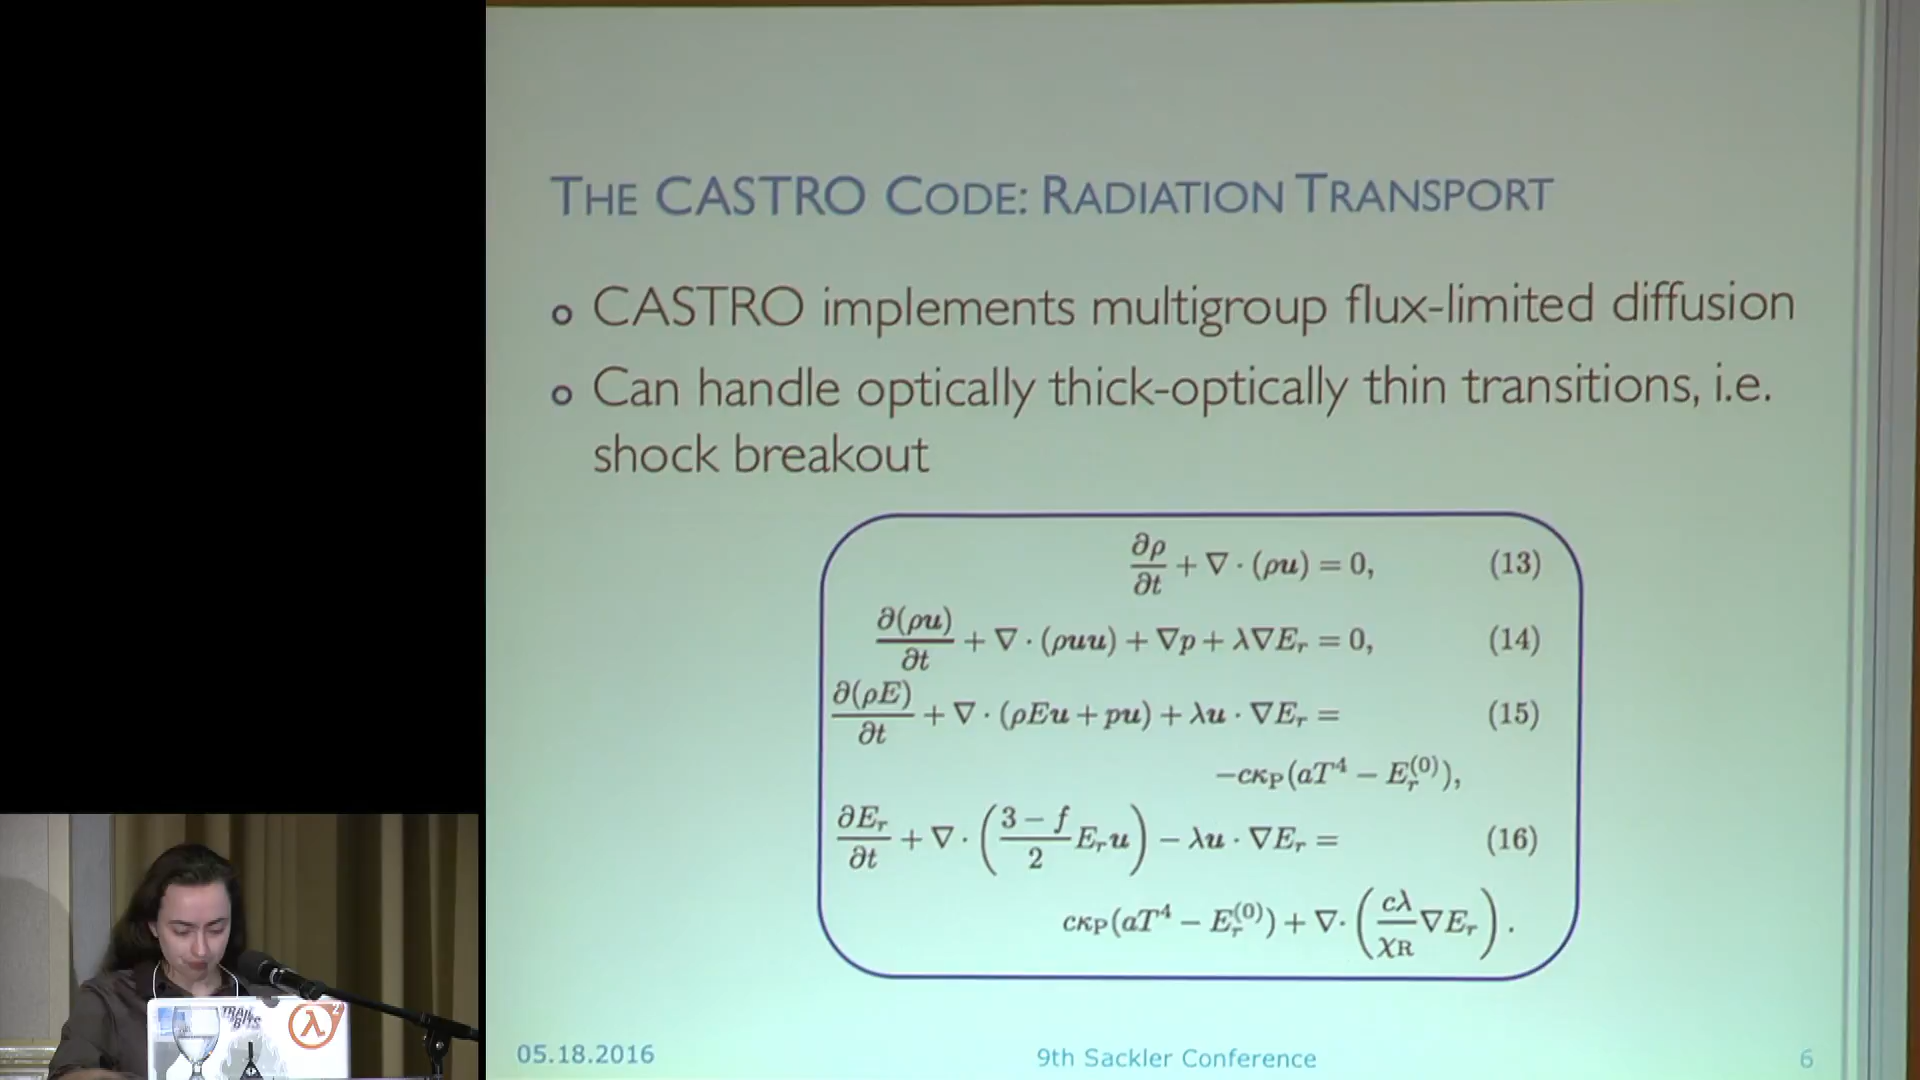 THE CASTRO CODE: RADIATION TRANSPORT
CASTRO implements multigroup flux-limited diffusion
Can handle optically thick-optically thin transitions, i.e.
shock breakout
∂ρ/∂t + ∇ · (ρu) = 0, (13)
∂(ρu)/∂t + ∇ · (ρuu) + ∇p + λ∇E_r = 0, (14)
∂(ρE)/∂t + ∇ · (ρEu + pu) + λu · ∇E_r = (15)
−cκ_P(aT^4 − E_r^(0)),
∂E_r/∂t + ∇ · ((3 − f)/2 E_r u) − λu · ∇E_r = (16)
cκ_P(aT^4 − E_r^(0)) + ∇· (cλ/χ_R ∇E_r).
TRAIL
BITS
λ2
05.18.2016
9th Sackler Conference
6